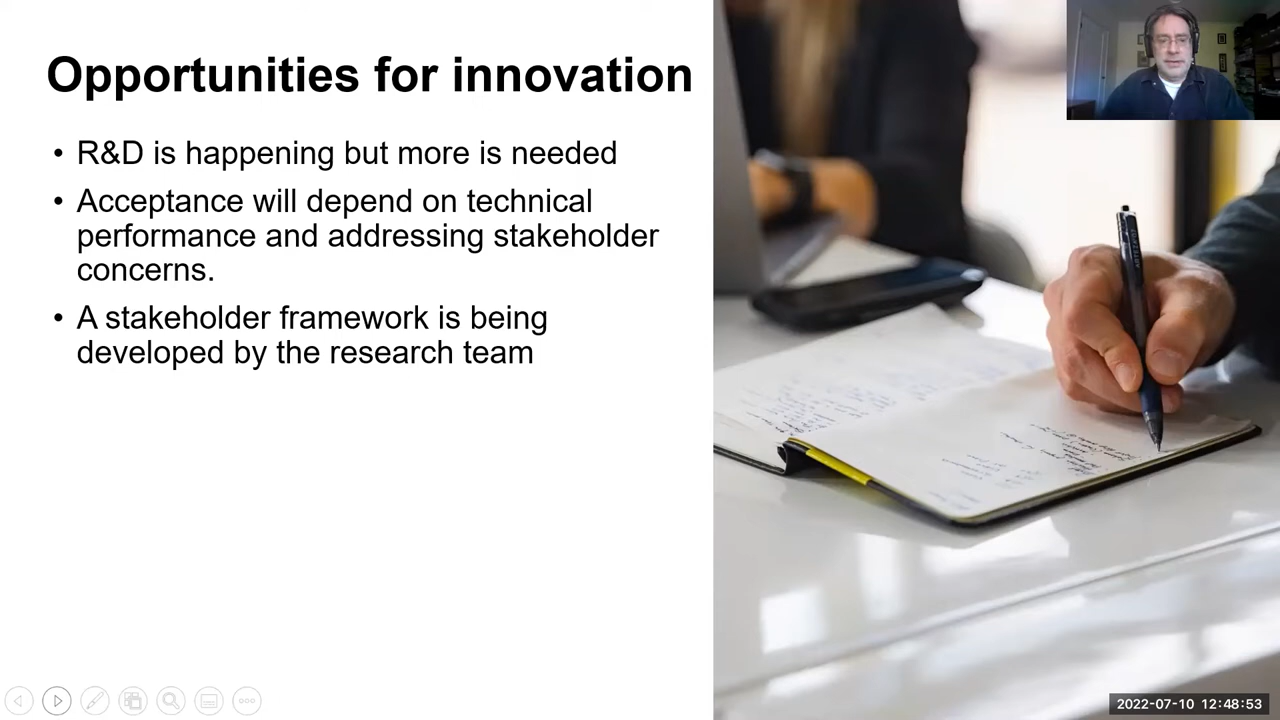 Opportunities for innovation
• R&D is happening but more is needed
• Acceptance will depend on technical
performance and addressing stakeholder
concerns.
• A stakeholder framework is being
developed by the research team
2022-07-10 12:48:53